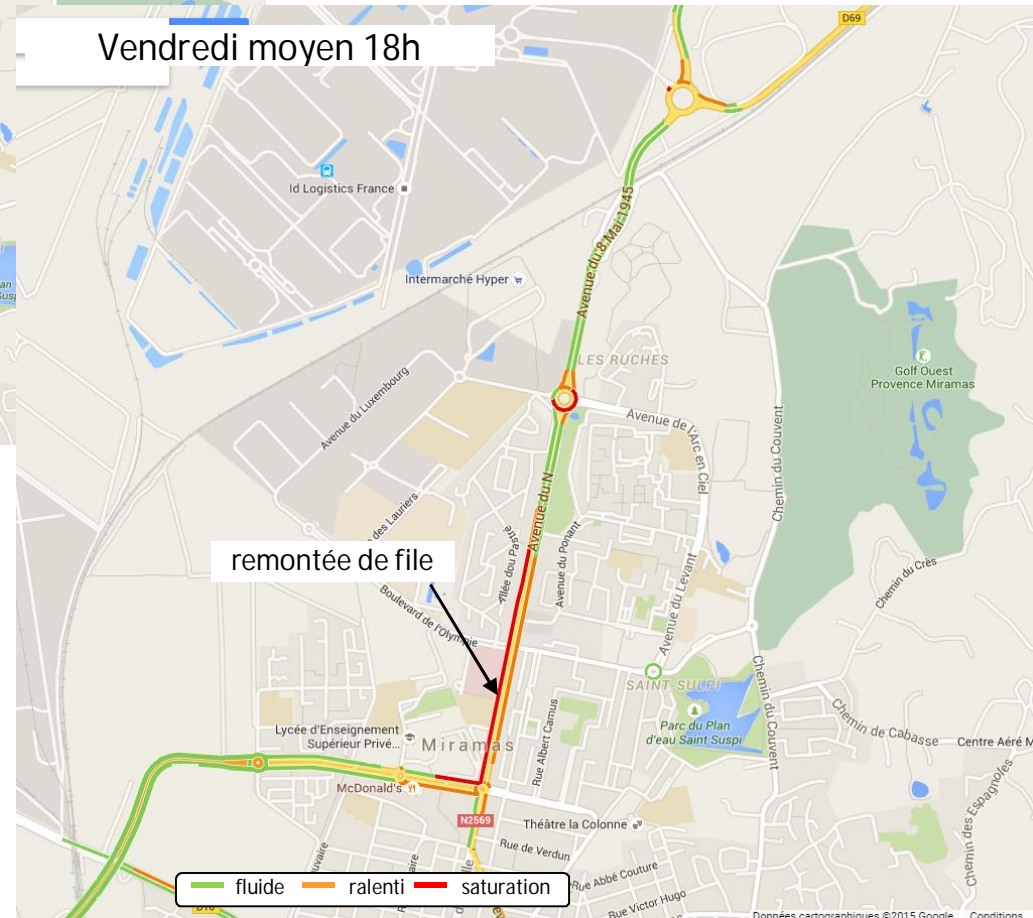 Vendredi moyen 18h
D69
Id Logistics France
Avenue du 8 Mai 1945
Intermarché Hyper
LES RUCHES
Golf Ouest
Provence Miramas
Avenue du Luxembourg
Avenue de l'Arc en Ciel
Chemin du Couvent
Avenue du N
des Lauriers
Allée dou Pasné
Avenue du Ponant
remontée de file
Chemin du Crès
Boulevard de l'Olympie
Avenue du Levant
SAINT-SULPI
Chemin du Couvent
Parc du Plan
d'eau Saint Suspi
Chemin de Cabasse
Centre Aéré M
Rue Albert Camus
Lycée d'Enseignement
Supérieur Privé...
Miramas
McDonald's
Chemin des Espagnoles
N2569
Théâtre la Colonne
Rue de Verdun
Rue Abbé Couture
Rue Victor Hugo
fluide ralenti saturation
Données cartographiques ©2015 Google Conditions